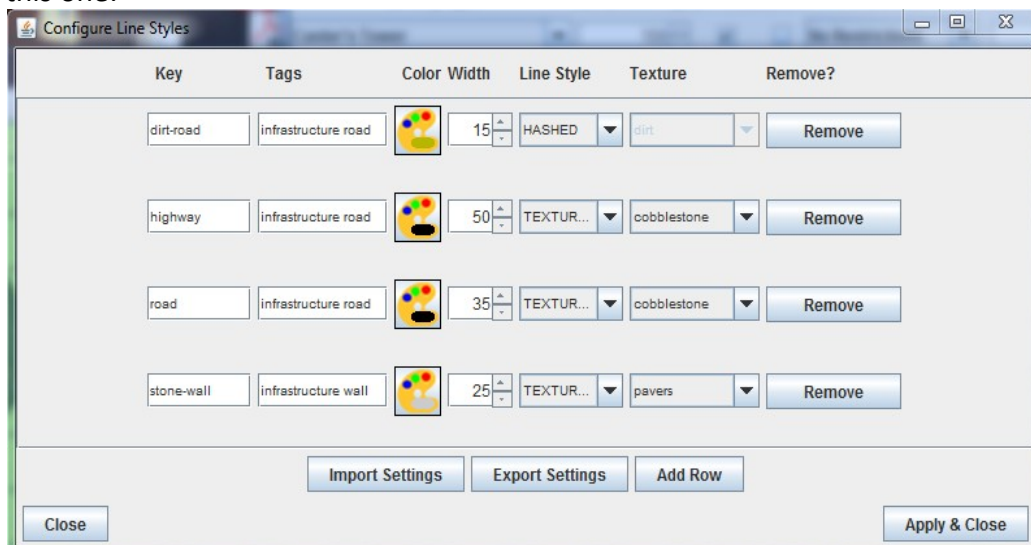 Configure Line Styles
Key Tags Color Width Line Style Texture Remove?
dirt-road infrastructure road 15 HASHED dirt Remove
highway infrastructure road 50 TEXTUR... cobblestone Remove
road infrastructure road 35 TEXTUR... cobblestone Remove
stone-wall infrastructure wall 25 TEXTUR... pavers Remove
Import Settings Export Settings Add Row
Close Apply & Close